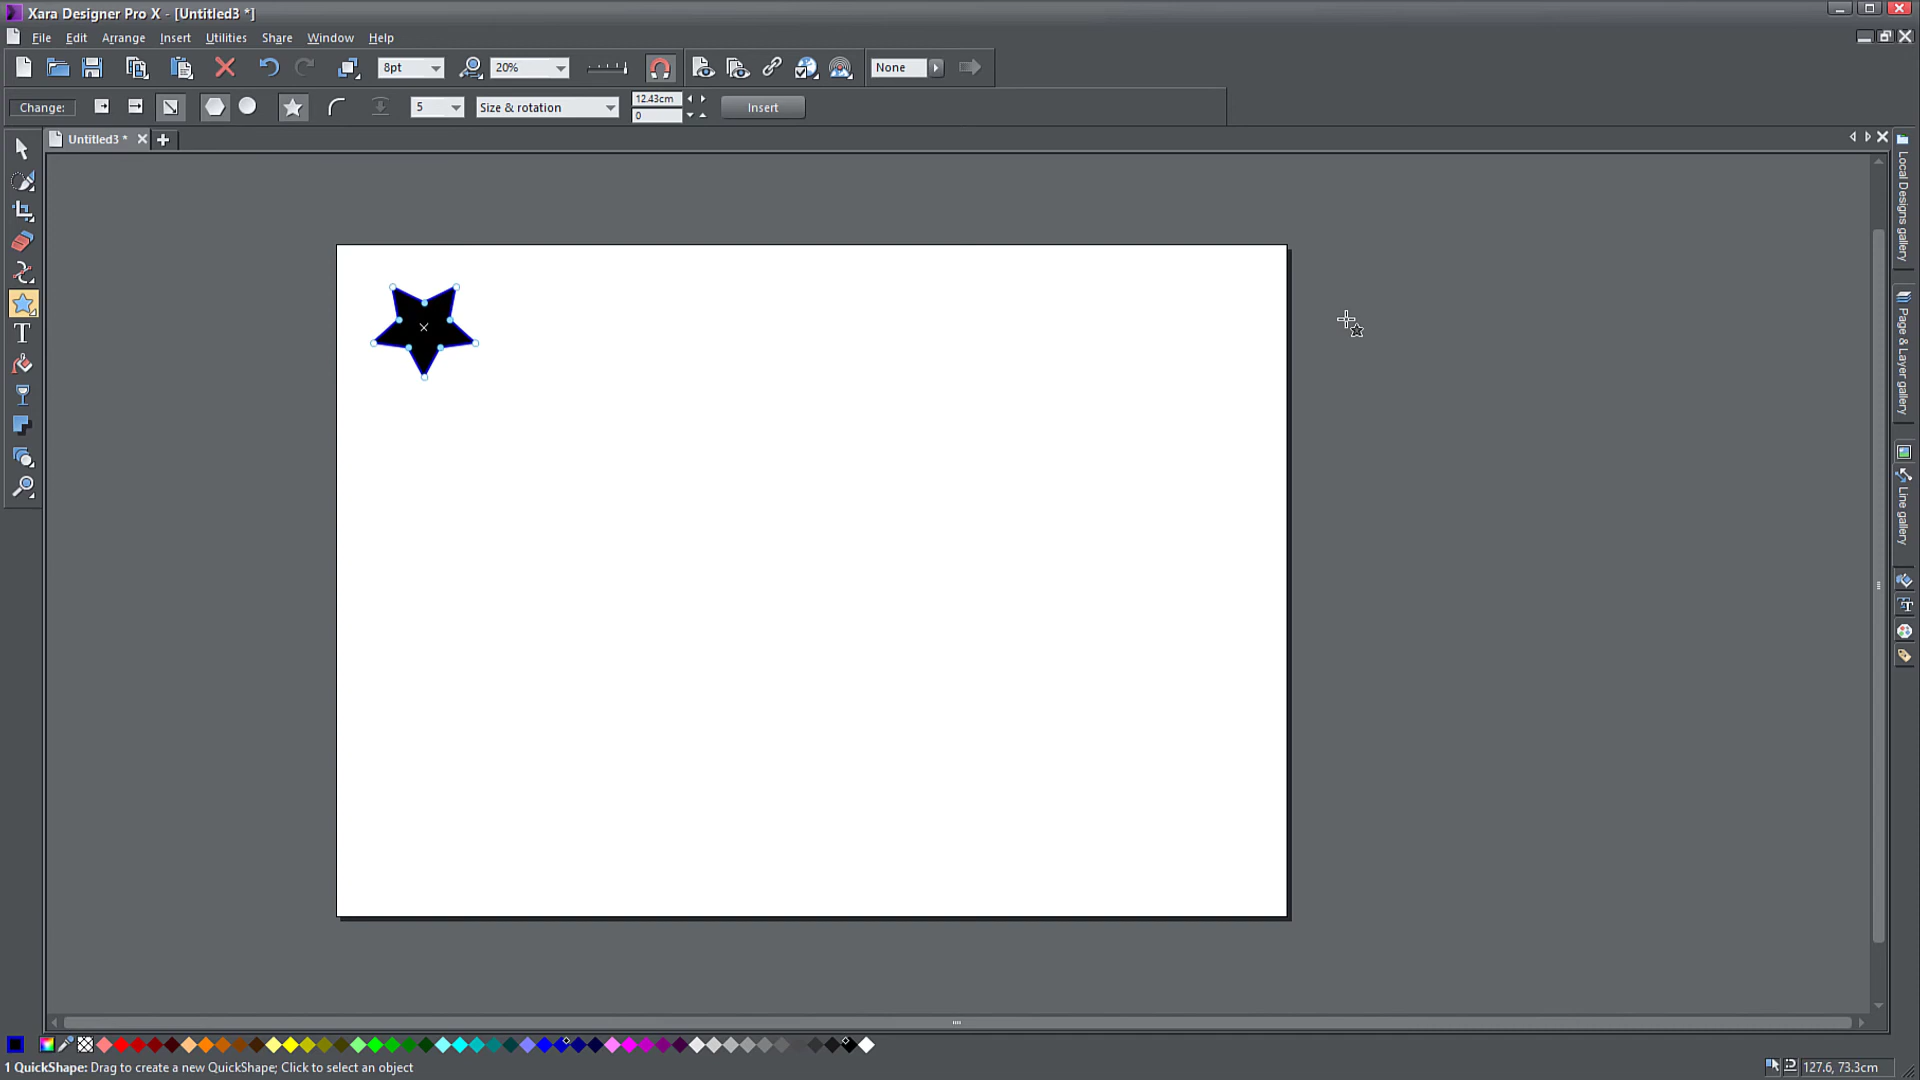 Xara Designer Pro X - [Untitled3 *]
File Edit Arrange Insert Utilities Share Window Help
8pt 20% None
Change: 5 Size & rotation 12.43cm Insert
0
Untitled3 *
Local Designs gallery
Page & Layer gallery
Line gallery
1 QuickShape: Drag to create a new QuickShape; Click to select an object 127.6, 73.3cm